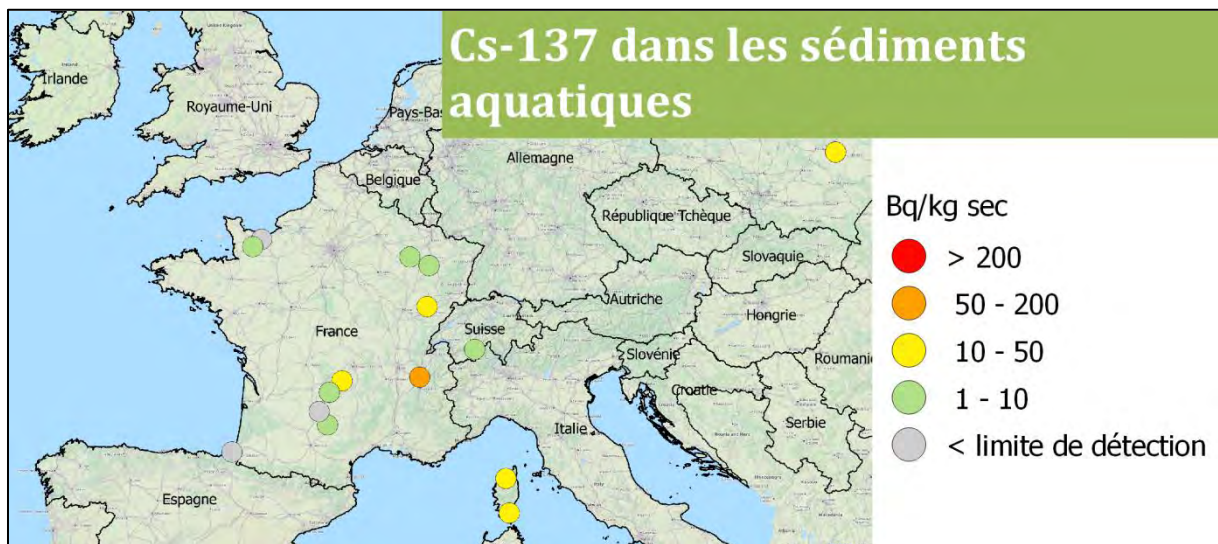 Cs-137 dans les sédiments
aquatiques
Irlande
Royaume-Uni
Pays-Bas
Allemagne
Belgique
République Tchèque
Slovaquie
Autriche
Hongrie
France
Suisse
Slovénie
Roumanie
Croatie
Serbie
Italie
Espagne
Bq/kg sec
> 200
50 - 200
10 - 50
1 - 10
< limite de détection